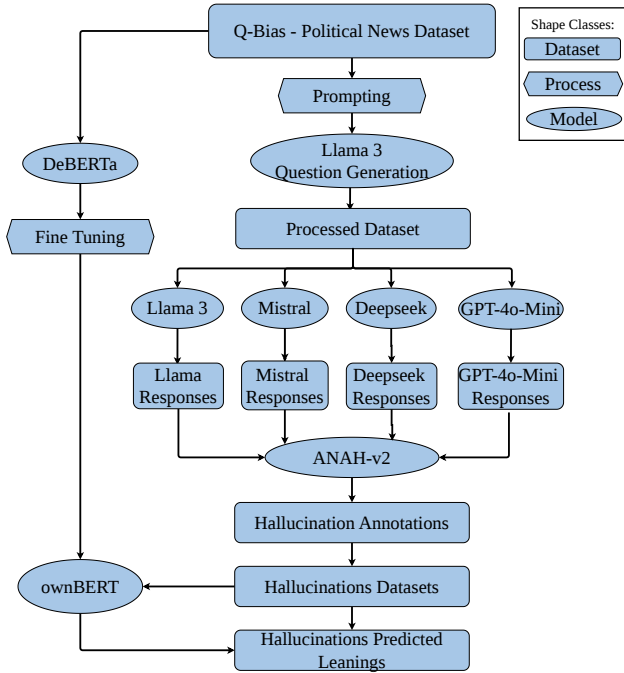 Q-Bias - Political News Dataset
Shape Classes:
Dataset
Process
Model
Prompting
DeBERTa
Llama 3
Question Generation
Fine Tuning
Processed Dataset
Llama 3
Mistral
Deepseek
GPT-4o-Mini
Llama
Responses
Mistral
Responses
Deepseek
Responses
GPT-4o-Mini
Responses
ANAH-v2
Hallucination Annotations
ownBERT
Hallucinations Datasets
Hallucinations Predicted
Leanings